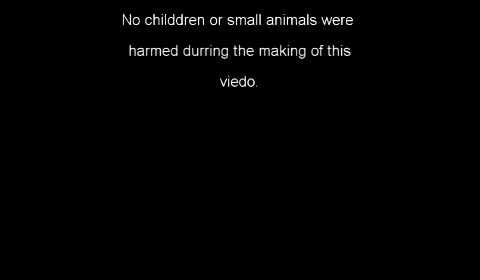 No childdren or small animals were
harmed durring the making of this
viedo.